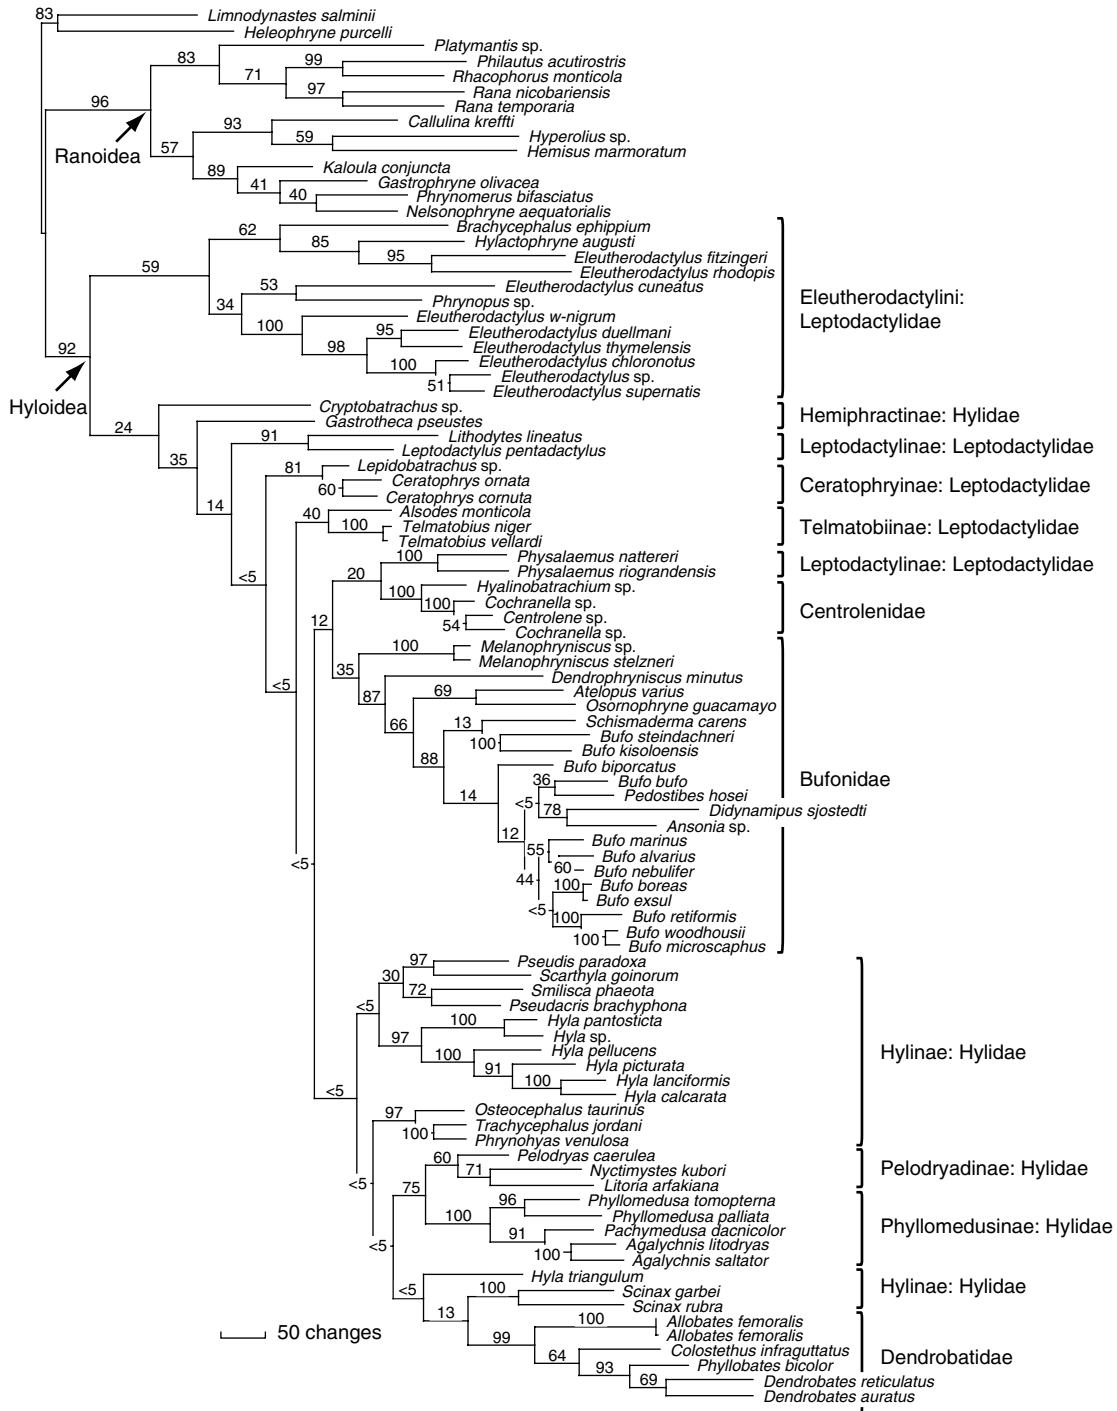 83
Limnodynastes salminii
Heleophryne purcelli
Platymantis sp.
83
Philautus acutirostris
99
Rhacophorus monticola
71
Rana nicobariensis
97
Rana temporaria
96
Ranoidea
Callulina kreffti
93
Hyperolius sp.
59
Hemisus marmoratum
57
Kaloula conjuncta
89
Gastrophryne olivacea
41
Phrynomerus bifasciatus
40
Nelsonophryne aequatorialis
Brachycephalus ephippium
62
Hylactophryne augusti
85
Eleutherodactylus fitzingeri
95
Eleutherodactylus rhodopis
59
Eleutherodactylus cuneatus
53
Phrynopus sp.
34
Eleutherodactylus w-nigrum
100
Eleutherodactylus duellmani
95
Eleutherodactylus thymelensis
98
Eleutherodactylus chloronotus
100
Eleutherodactylus sp.
51
Eleutherodactylus supernatis
Eleutherodactylini:
Leptodactylidae
92
Hyloidea
Cryptobatrachus sp.
24
Gastrotheca pseustes
Hemiphractinae: Hylidae
35
Lithodytes lineatus
91
Leptodactylus pentadactylus
Leptodactylinae: Leptodactylidae
14
Lepidobatrachus sp.
81
Ceratophrys ornata
60
Ceratophrys cornuta
Ceratophryinae: Leptodactylidae
<5
Alsodes monticola
40
Telmatobius niger
100
Telmatobius vellardi
Telmatobiinae: Leptodactylidae
<5
Physalaemus nattereri
100
Physalaemus riograndensis
Leptodactylinae: Leptodactylidae
20
Hyalinobatrachium sp.
100
Cochranella sp.
100
Centrolene sp.
54
Cochranella sp.
Centrolenidae
12
Melanophryniscus sp.
100
Melanophryniscus stelzneri
35
Dendrophryniscus minutus
87
Atelopus varius
69
Osornophryne guacamayo
66
Schismaderma carens
13
Bufo steindachneri
100
Bufo kisoloensis
88
Bufo biporcatus
14
Bufo bufo
36
Pedostibes hosei
<5
Didynamipus sjostedti
78
Ansonia sp.
12
Bufo marinus
55
Bufo alvarius
60
Bufo nebulifer
44
Bufo boreas
100
Bufo exsul
<5
Bufo retiformis
100
Bufo woodhousii
100
Bufo microscaphus
Bufonidae
<5
Pseudis paradoxa
97
Scarthyla goinorum
30
Smilisca phaeota
72
Pseudacris brachyphona
<5
Hyla pantosticta
100
Hyla sp.
97
Hyla pellucens
100
Hyla picturata
91
Hyla lanciformis
100
Hyla calcarata
<5
Osteocephalus taurinus
97
Trachycephalus jordani
100
Phrynohyas venulosa
Hylinae: Hylidae
<5
Pelodryas caerulea
60
Nyctimystes kubori
71
Litoria arfakiana
Pelodryadinae: Hylidae
75
Phyllomedusa tomopterna
96
Phyllomedusa palliata
100
Pachymedusa dacnicolor
91
Agalychnis litodryas
100
Agalychnis saltator
Phyllomedusinae: Hylidae
<5
Hyla triangulum
<5
Scinax garbei
100
Scinax rubra
Hylinae: Hylidae
13
Allobates femoralis
100
Allobates femoralis
99
Colostethus infraguttatus
64
Phyllobates bicolor
93
Dendrobates reticulatus
69
Dendrobates auratus
Dendrobatidae
50 changes